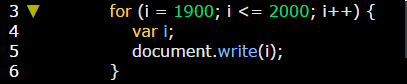 3 ▼ for (i = 1900; i <= 2000; i++) {
4 var i;
5 document.write(i);
6 }